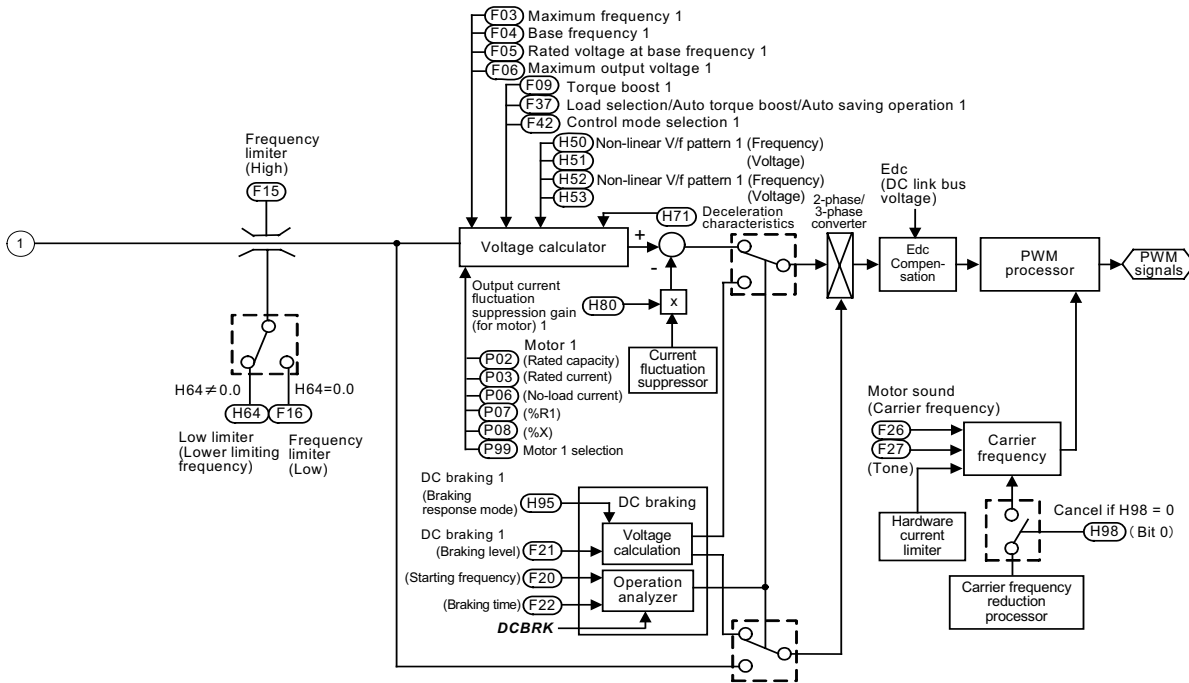 F03 Maximum frequency 1
F04 Base frequency 1
F05 Rated voltage at base frequency 1
F06 Maximum output voltage 1
F09 Torque boost 1
F37 Load selection/Auto torque boost/Auto saving operation 1
F42 Control mode selection 1
H50 Non-linear V/f pattern 1 (Frequency)
H51 (Voltage)
H52 Non-linear V/f pattern 1 (Frequency)
H53 (Voltage)
H71 Deceleration
characteristics
Frequency
limiter
(High)
F15
1
Voltage calculator
+
-
2-phase/
3-phase
converter
Edc
(DC link bus
voltage)
Edc
Compen-
sation
PWM
processor
PWM
signals
Output current
fluctuation
suppression gain
(for motor) 1
H80
x
Current
fluctuation
suppressor
H64≠0.0
H64=0.0
H64
F16
Low limiter
(Lower limiting
frequency)
Frequency
limiter
(Low)
Motor 1
P02 (Rated capacity)
P03 (Rated current)
P06 (No-load current)
P07 (%R1)
P08 (%X)
P99 Motor 1 selection
Motor sound
(Carrier frequency)
F26
F27
(Tone)
Carrier
frequency
Hardware
current
limiter
Cancel if H98 = 0
H98 (Bit 0)
Carrier frequency
reduction
processor
DC braking 1
(Braking
response mode)
H95
DC braking
DC braking 1
(Braking level)
F21
Voltage
calculation
(Starting frequency) F20
(Braking time) F22
Operation
analyzer
DCBRK